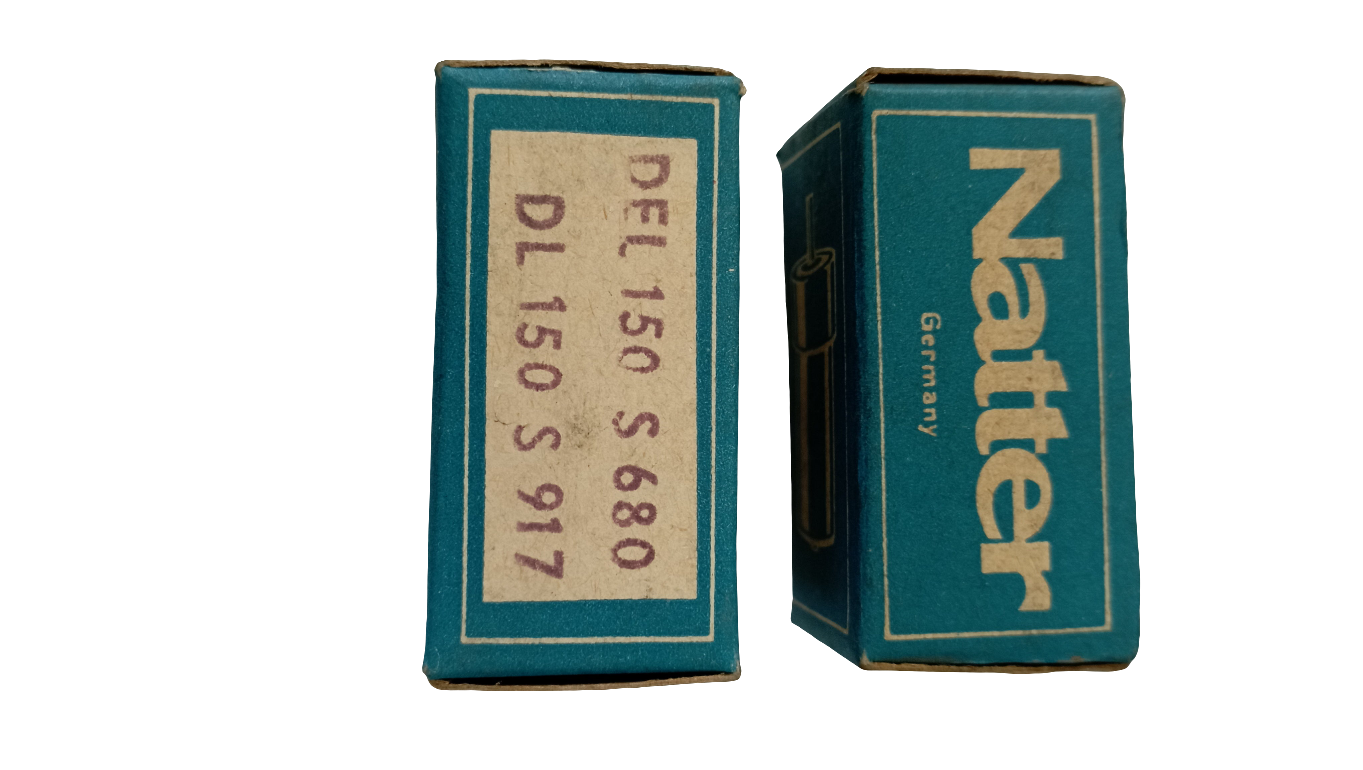 DEL 150 S 680
DL 150 S 917
Natter
Germany